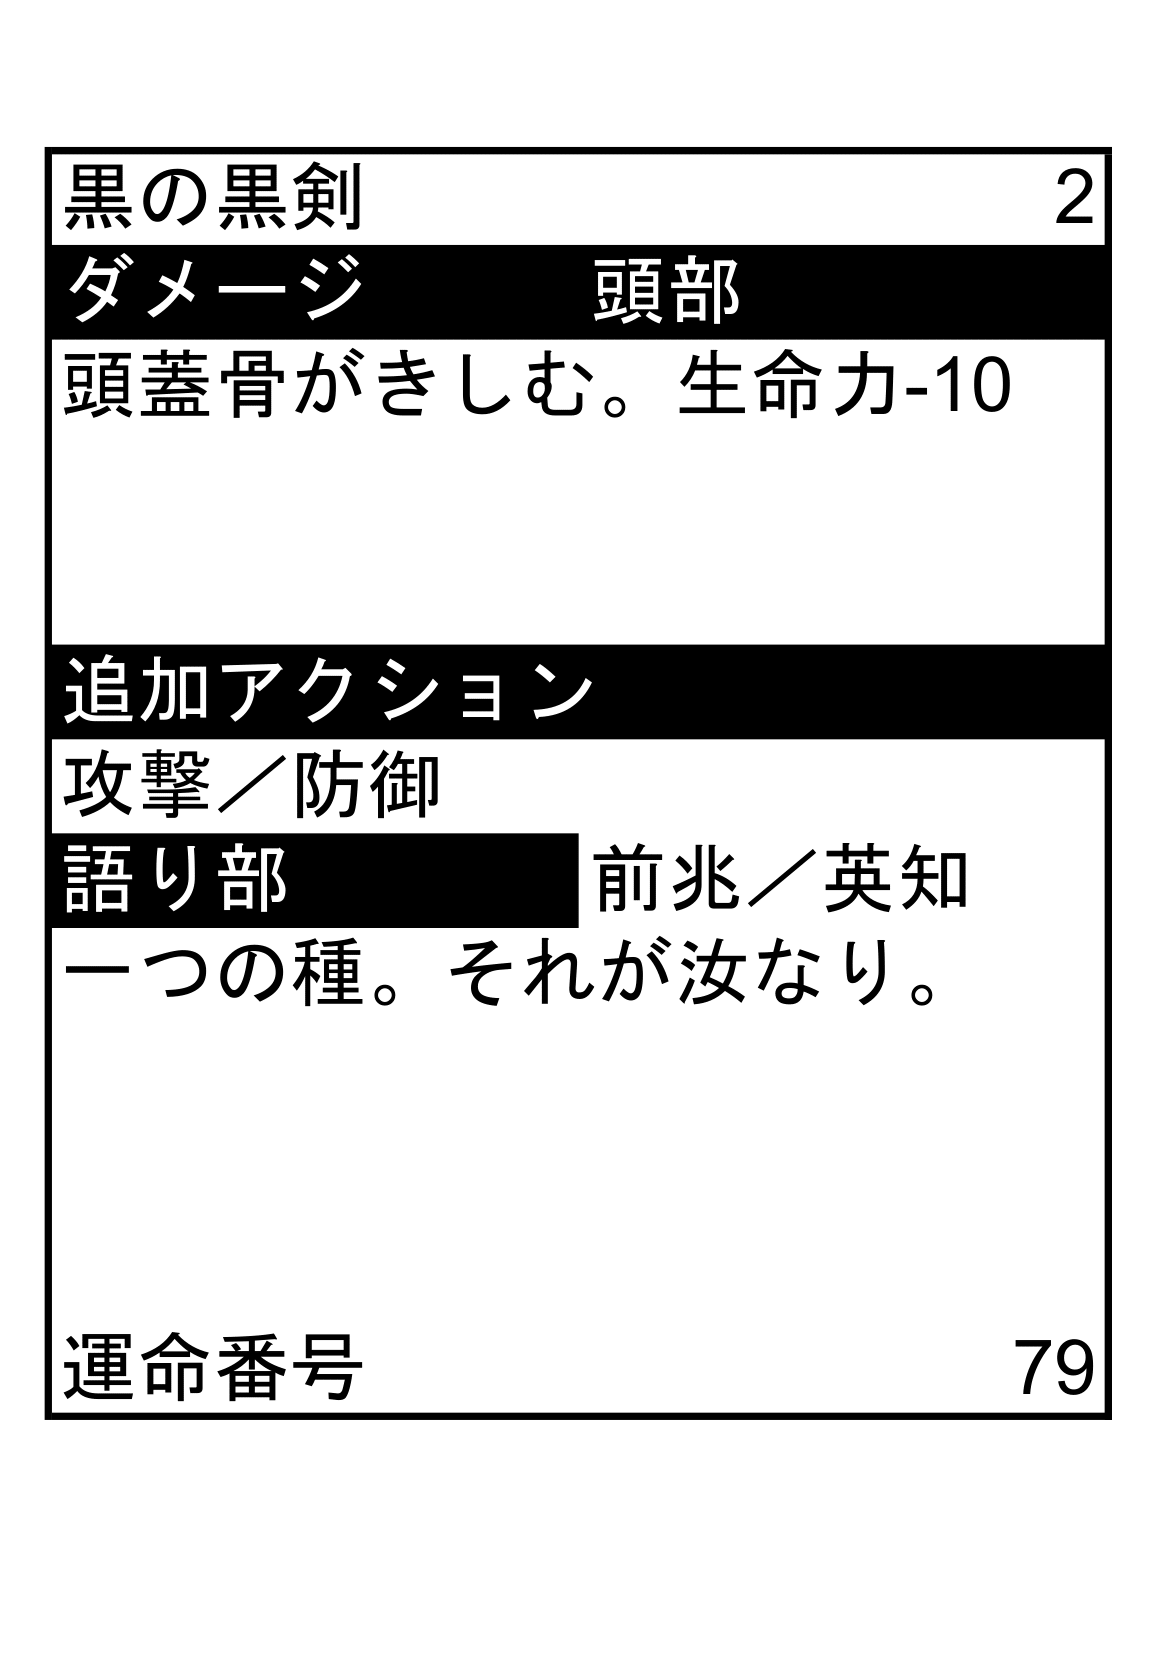 黒の黒剣 2
ダメージ 頭部
頭蓋骨がきしむ。生命力-10
追加アクション
攻撃／防御
語り部 前兆／英知
一つの種。それが汝なり。
運命番号 79